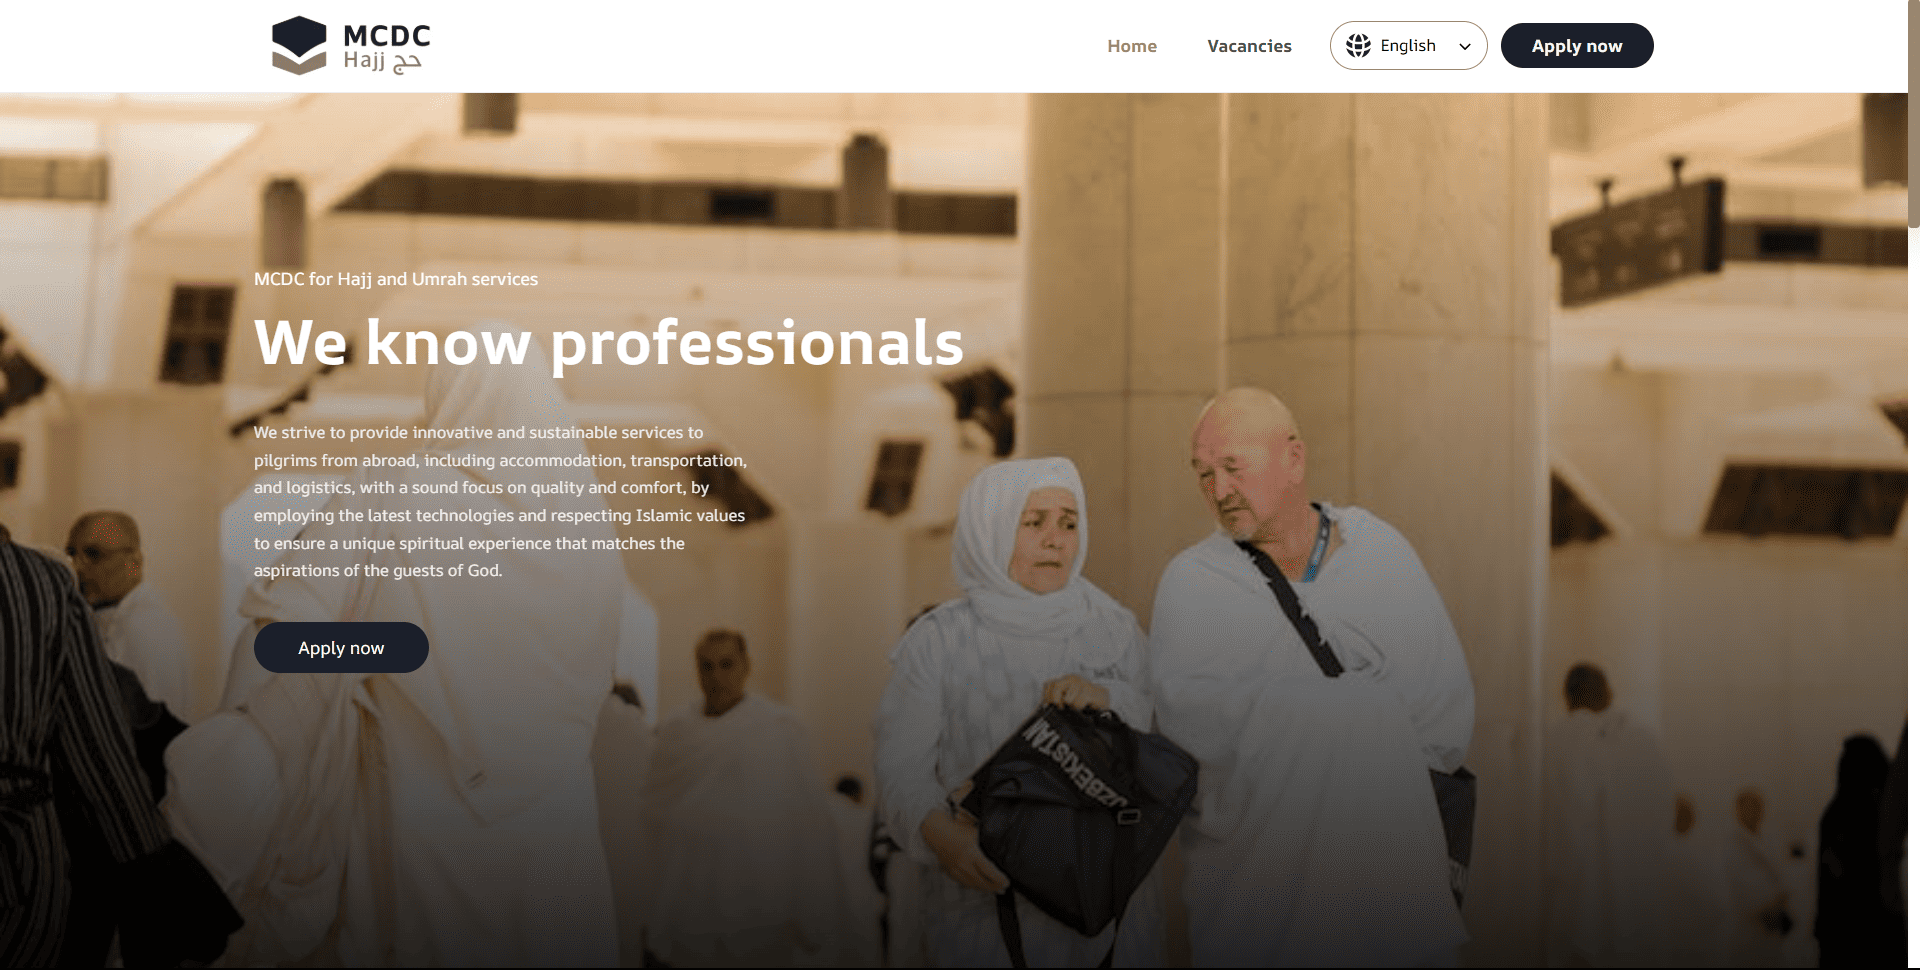 MCDC
Hajj حج
Home
Vacancies
English
Apply now
MCDC for Hajj and Umrah services
We know professionals
We strive to provide innovative and sustainable services to
pilgrims from abroad, including accommodation, transportation,
and logistics, with a sound focus on quality and comfort, by
employing the latest technologies and respecting Islamic values
to ensure a unique spiritual experience that matches the
aspirations of the guests of God.
Apply now
UZBEKISTAN